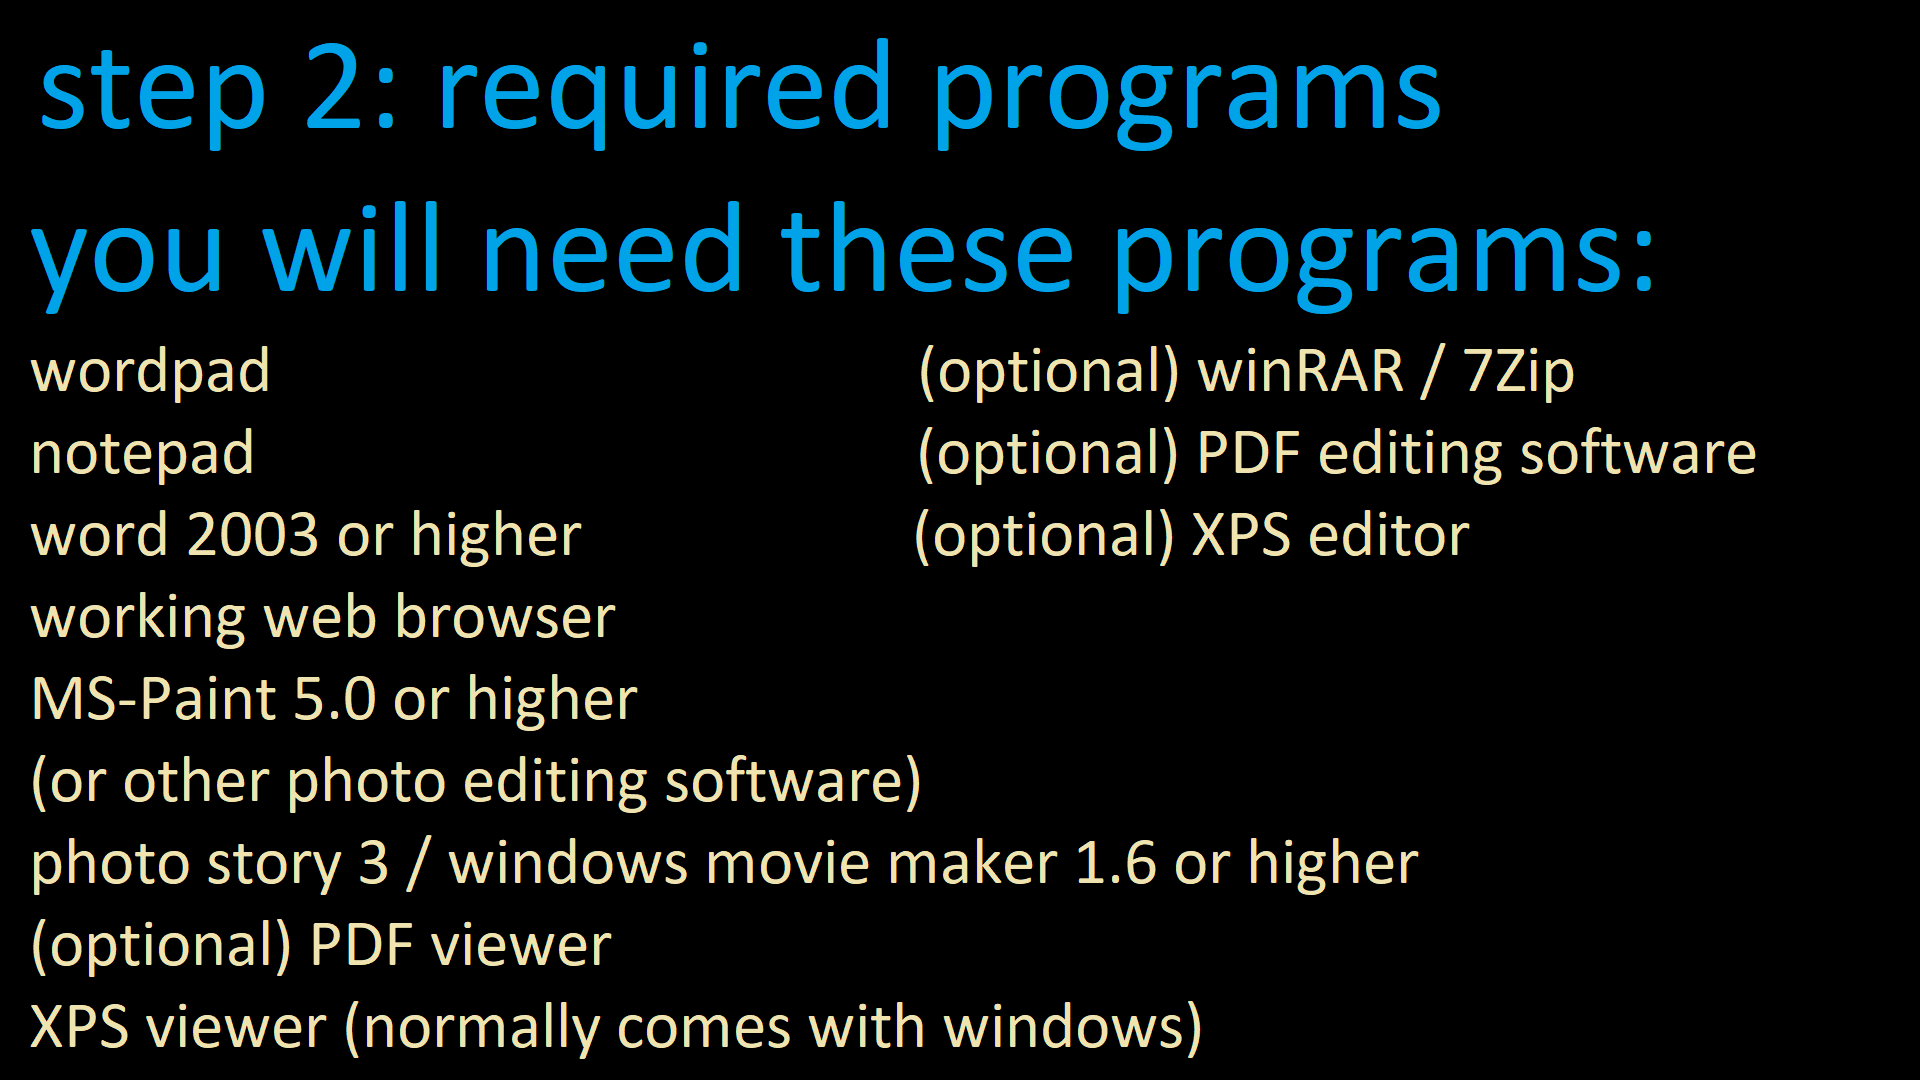 step 2: required programs
you will need these programs:
wordpad
notepad
word 2003 or higher
working web browser
MS-Paint 5.0 or higher
(or other photo editing software)
photo story 3 / windows movie maker 1.6 or higher
(optional) PDF viewer
XPS viewer (normally comes with windows)
(optional) winRAR / 7Zip
(optional) PDF editing software
(optional) XPS editor